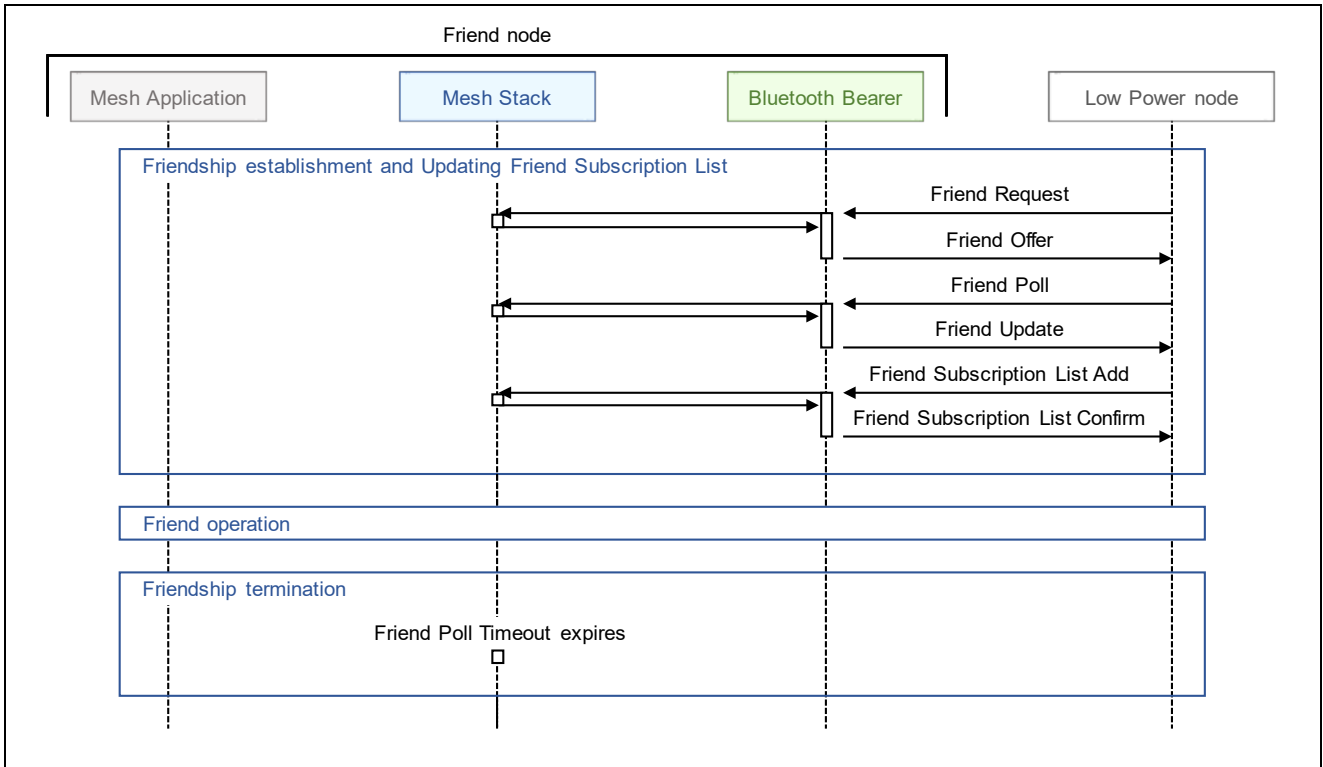 Friend node
Mesh Application
Mesh Stack
Bluetooth Bearer
Low Power node
Friendship establishment and Updating Friend Subscription List
Friend Request
Friend Offer
Friend Poll
Friend Update
Friend Subscription List Add
Friend Subscription List Confirm
Friend operation
Friendship termination
Friend Poll Timeout expires